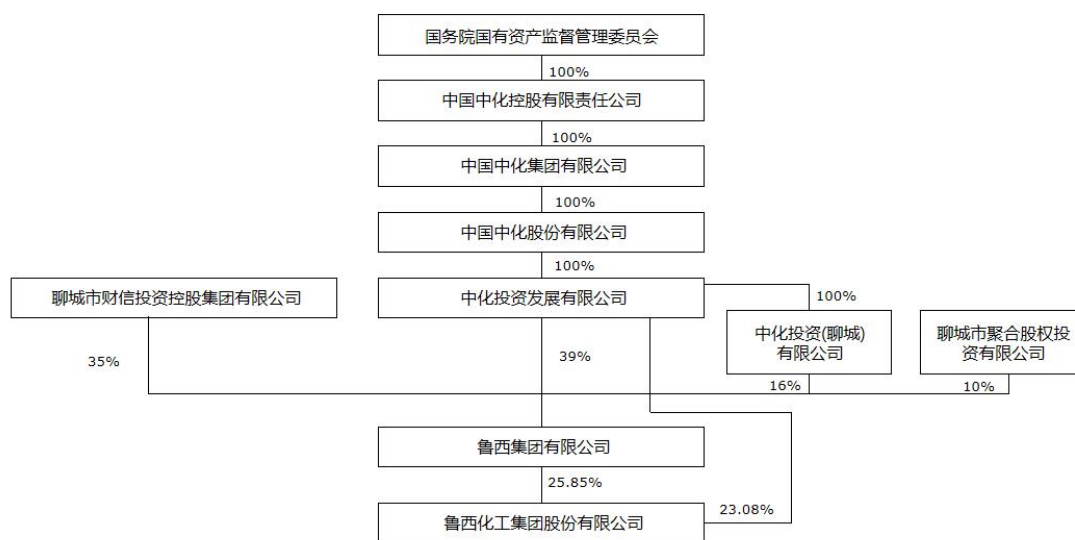 国务院国有资产监督管理委员会
100%
中国中化控股有限责任公司
100%
中国中化集团有限公司
100%
中国中化股份有限公司
100%
聊城市财信投资控股集团有限公司
中化投资发展有限公司
100%
中化投资(聊城)
有限公司
聊城市聚合股权投
资有限公司
35%
39%
16%
10%
鲁西集团有限公司
25.85%
23.08%
鲁西化工集团股份有限公司